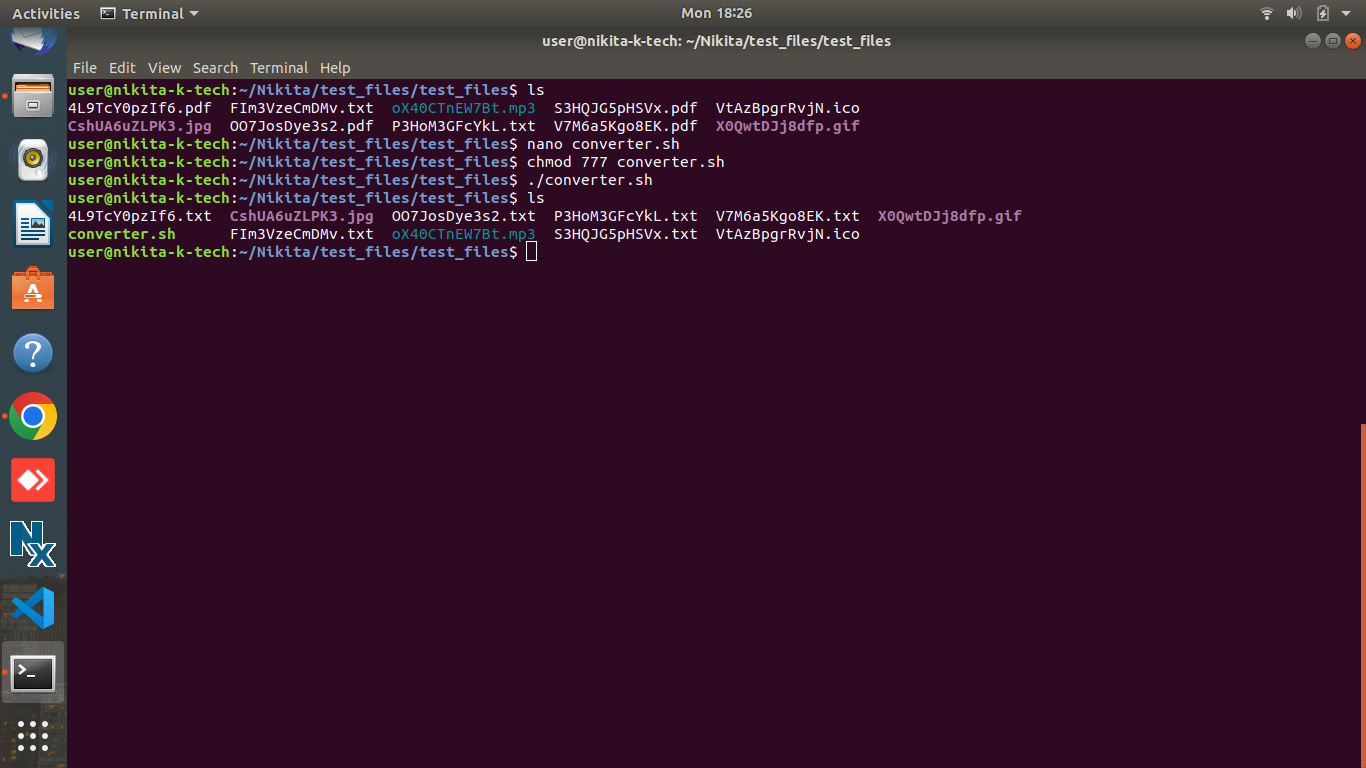 Activities Terminal Mon 18:26
user@nikita-k-tech: ~/Nikita/test_files/test_files
File Edit View Search Terminal Help
user@nikita-k-tech:~/Nikita/test_files/test_files$ ls
4L9TcY0pzIf6.pdf FIm3VzeCmDMv.txt oX40CTnEW7Bt.mp3 S3HQJG5pHSVx.pdf VtAzBpgrRvjN.ico
CshUA6uZLPK3.jpg OO7JosDye3s2.pdf P3HoM3GFcYkL.txt V7M6a5Kgo8EK.pdf X0QwtDJj8dfp.gif
user@nikita-k-tech:~/Nikita/test_files/test_files$ nano converter.sh
user@nikita-k-tech:~/Nikita/test_files/test_files$ chmod 777 converter.sh
user@nikita-k-tech:~/Nikita/test_files/test_files$ ./converter.sh
user@nikita-k-tech:~/Nikita/test_files/test_files$ ls
4L9TcY0pzIf6.txt CshUA6uZLPK3.jpg OO7JosDye3s2.txt P3HoM3GFcYkL.txt V7M6a5Kgo8EK.txt X0QwtDJj8dfp.gif
converter.sh FIm3VzeCmDMv.txt oX40CTnEW7Bt.mp3 S3HQJG5pHSVx.txt VtAzBpgrRvjN.ico
user@nikita-k-tech:~/Nikita/test_files/test_files$